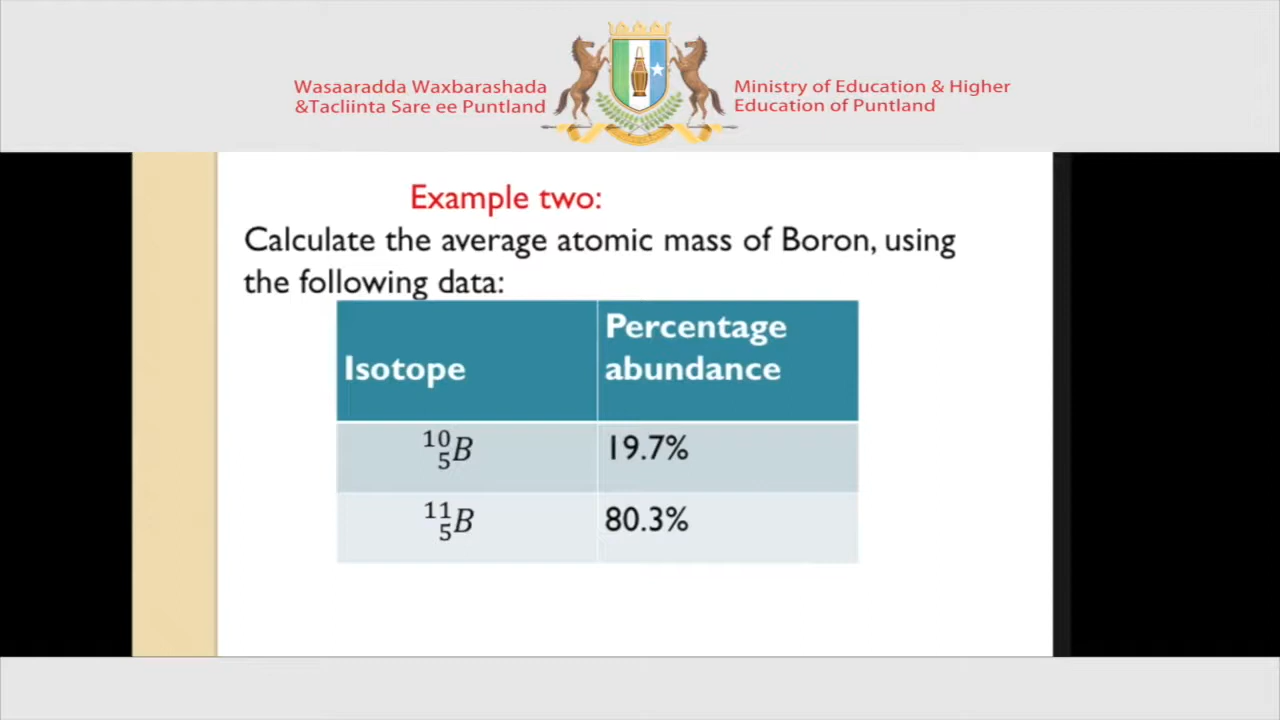 Wasaaradda Waxbarashada
&Tacliinta Sare ee Puntland
Ministry of Education & Higher
Education of Puntland
Example two:
Calculate the average atomic mass of Boron, using
the following data:
Isotope
Percentage
abundance
¹⁰₅B
19.7%
¹¹₅B
80.3%